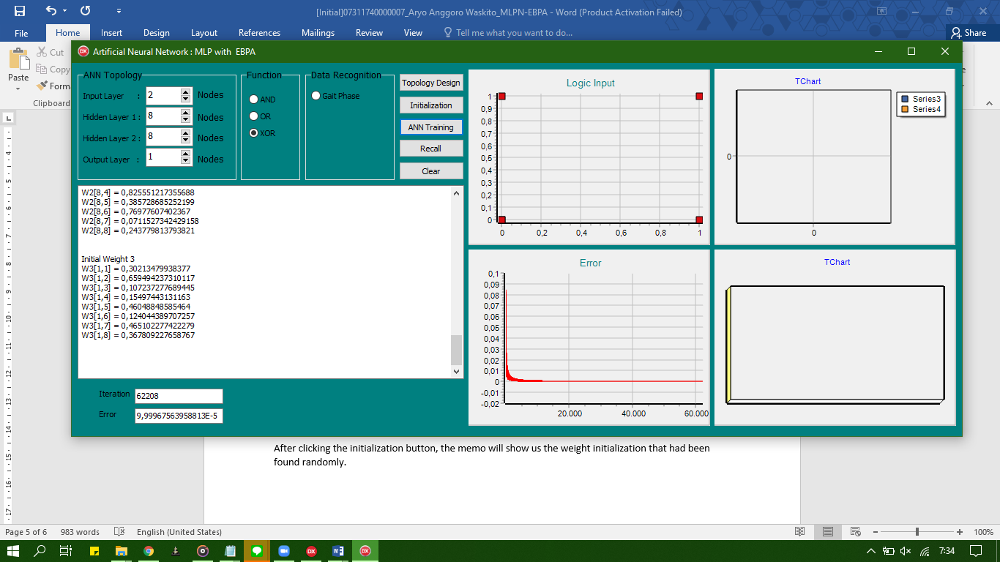 [Initial]07311740000007_Aryo Anggoro Waskito_MLPN-EBPA - Word (Product Activation Failed)
File Home Insert Design Layout References Mailings Review View Tell me what you want to do... Share
Cut
Copy
Paste
Forma
Clipboard
Artificial Neural Network : MLP with EBPA
ANN Topology
Input Layer : 2 Nodes
Hidden Layer 1 : 8 Nodes
Hidden Layer 2 : 8 Nodes
Output Layer : 1 Nodes
Function
AND
OR
XOR
Data Recognition
Gait Phase
Topology Design
Initialization
ANN Training
Recall
Clear
W2[8,4] = 0,825551217355688
W2[8,5] = 0,385728685252199
W2[8,6] = 0,76977607402367
W2[8,7] = 0,0711527342429158
W2[8,8] = 0,243779813793821
Initial Weight 3
W3[1,1] = 0,30213479938377
W3[1,2] = 0,659494237310117
W3[1,3] = 0,107237277689445
W3[1,4] = 0,15497443131163
W3[1,5] = 0,46048848585464
W3[1,6] = 0,124044389707257
W3[1,7] = 0,465102277422279
W3[1,8] = 0,367809227658767
Iteration 62208
Error 9,99967563958813E-5
Logic Input
1
0,9
0,8
0,7
0,6
0,5
0,4
0,3
0,2
0,1
0
0 0,2 0,4 0,6 0,8 1
TChart
Series3
Series4
0
0
Error
0,1
0,09
0,08
0,07
0,06
0,05
0,04
0,03
0,02
0,01
0
-0,01
-0,02
20.000 40.000 60.000
TChart
After clicking the initialization button, the memo will show us the weight initialization that had been
found randomly.
Page 5 of 6 983 words English (United States) 100%
7:34